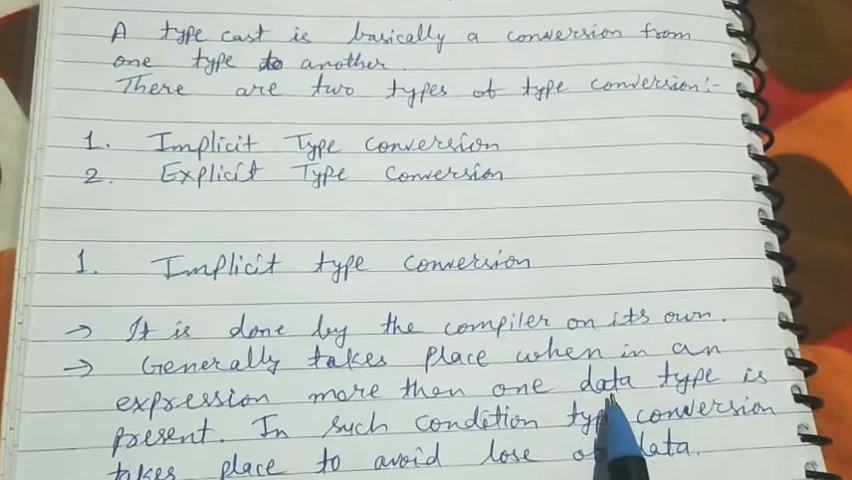 A type cast is basically a conversion from
one type to another.
There are two types of type conversion:-
1. Implicit Type conversion
2. Explicit Type conversion
1. Implicit type conversion
→ It is done by the compiler on its own.
→ Generally takes place when in an
expression more then one data type is
present. In such condition type conversion
takes place to avoid lose of data.